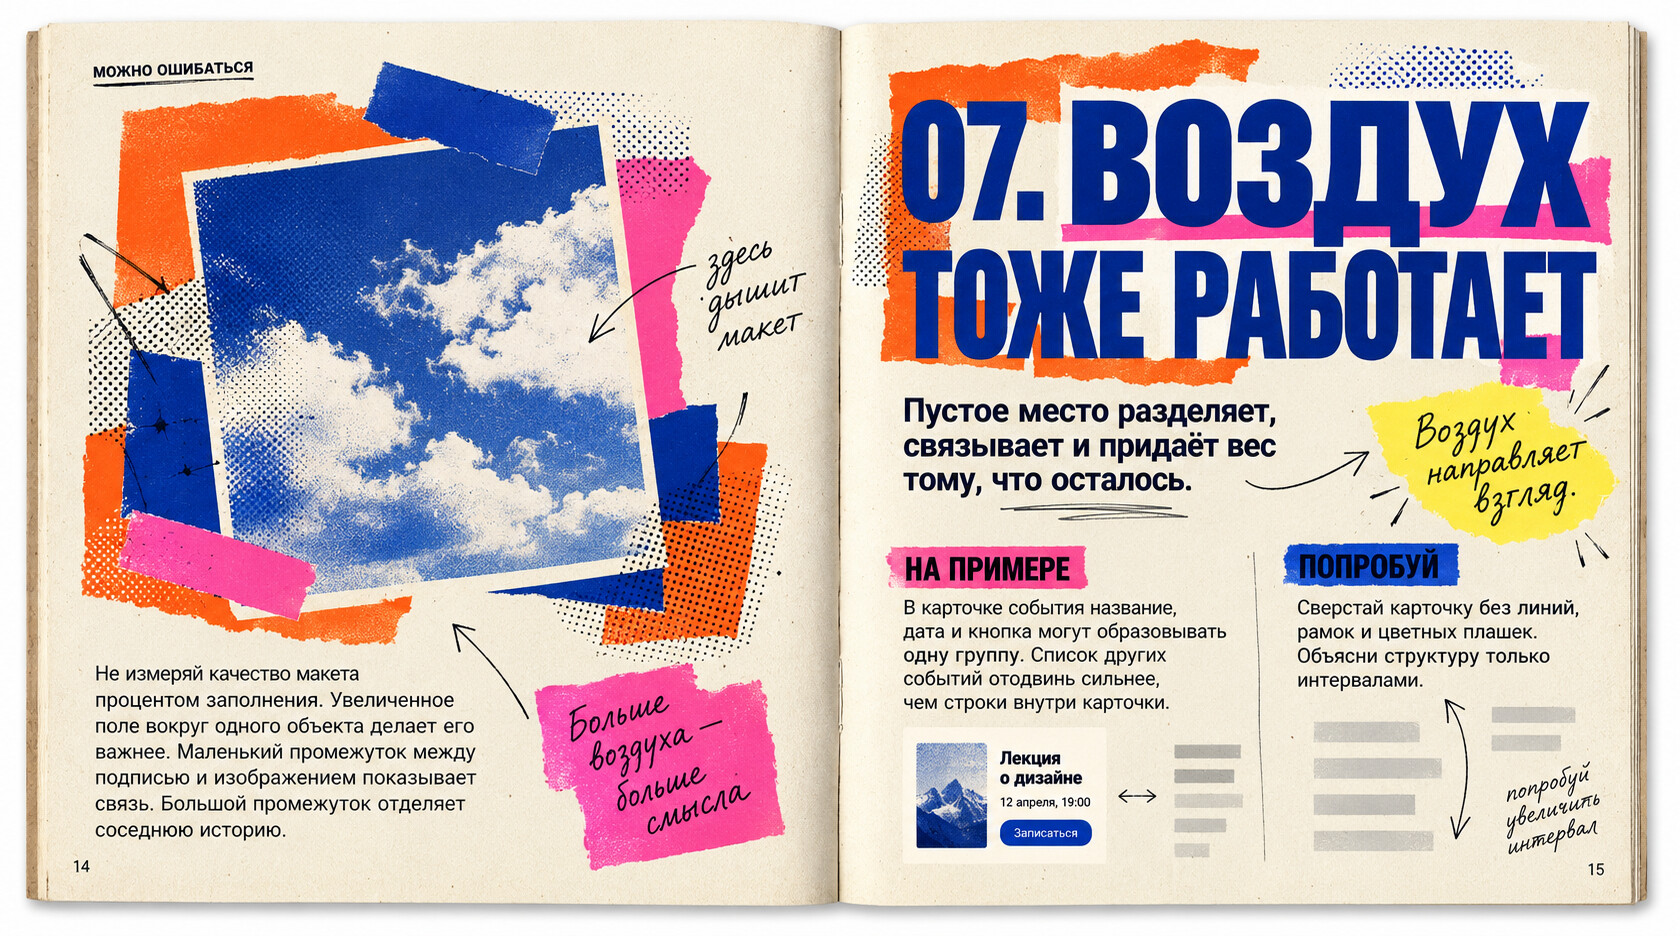 МОЖНО ОШИБАТЬСЯ
здесь
дышит
макет
Не измеряй качество макета
процентом заполнения. Увеличенное
поле вокруг одного объекта делает его
важнее. Маленький промежуток между
подписью и изображением показывает
связь. Большой промежуток отделяет
соседнюю историю.
Больше
воздуха —
больше
смысла
14
07. ВОЗДУХ
ТОЖЕ РАБОТАЕТ
Пустое место разделяет,
связывает и придаёт вес
тому, что осталось.
Воздух
направляет
взгляд.
НА ПРИМЕРЕ
В карточке события название,
дата и кнопка могут образовывать
одну группу. Список других
событий отодвинь сильнее,
чем строки внутри карточки.
Лекция
о дизайне
12 апреля, 19:00
Записаться
ПОПРОБУЙ
Сверстай карточку без линий,
рамок и цветных плашек.
Объясни структуру только
интервалами.
попробуй
увеличить
интервал
15